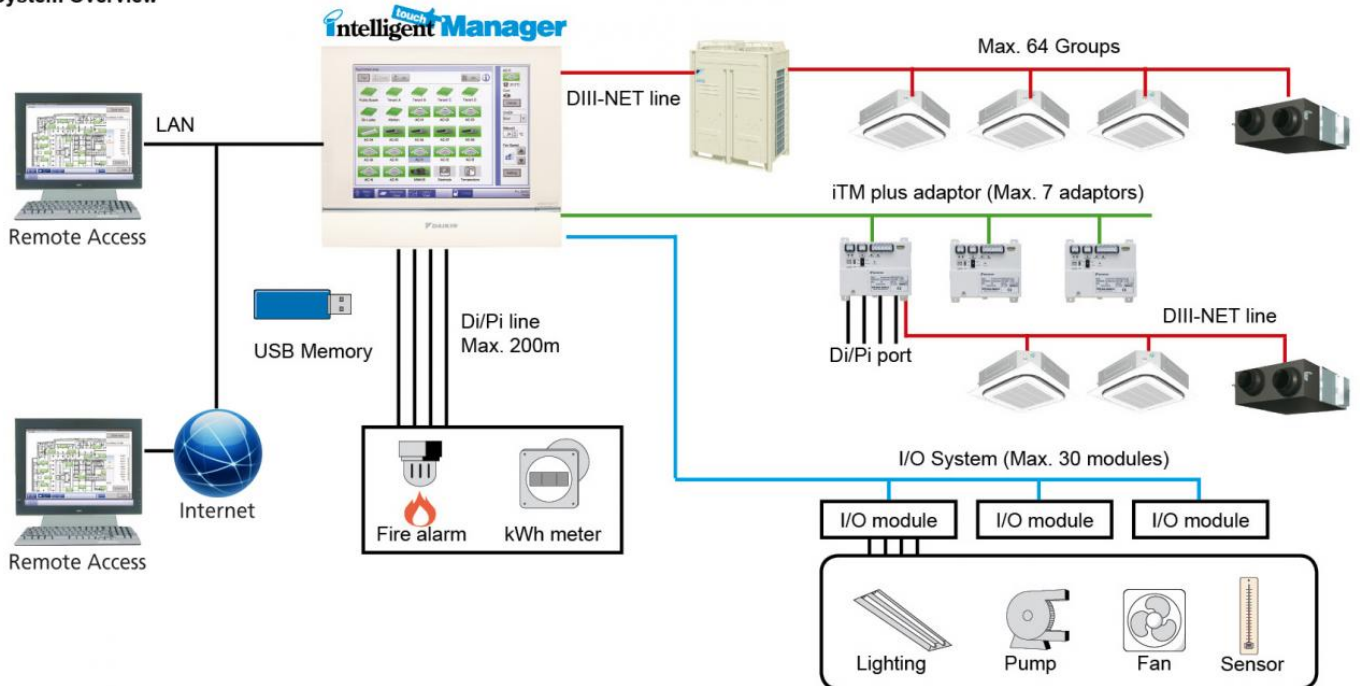 System Overview
touch
intelligent Manager
Max. 64 Groups
DIII-NET line
LAN
Remote Access
iTM plus adaptor (Max. 7 adaptors)
DAIKIN
DIII-NET line
Di/Pi port
USB Memory
Di/Pi line
Max. 200m
Internet
Remote Access
Fire alarm
kWh meter
I/O System (Max. 30 modules)
I/O module
I/O module
I/O module
Lighting
Pump
Fan
Sensor